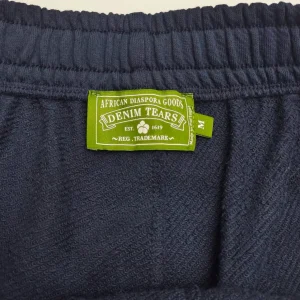 AFRICAN DIASPORA GOODS
DENIM TEARS
EST. 1619
REG. TRADEMARK
M